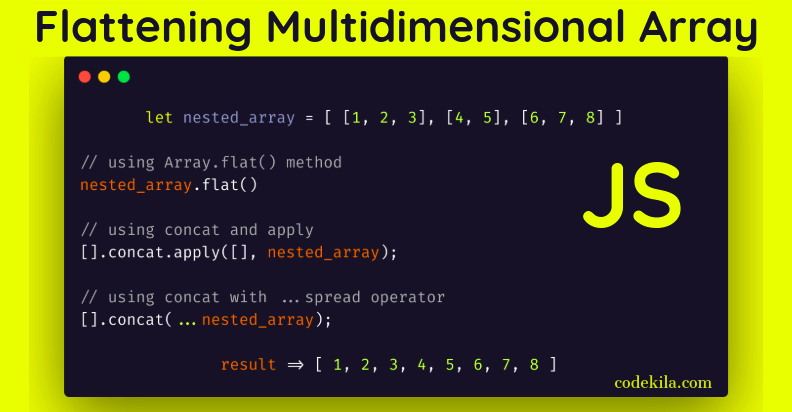 Flattening Multidimensional Array
let nested_array = [ [1, 2, 3], [4, 5], [6, 7, 8] ]
// using Array.flat() method
nested_array.flat()
JS
// using concat and apply
[].concat.apply([], nested_array);
// using concat with ...spread operator
[].concat(...nested_array);
result => [ 1, 2, 3, 4, 5, 6, 7, 8 ]
codekila.com